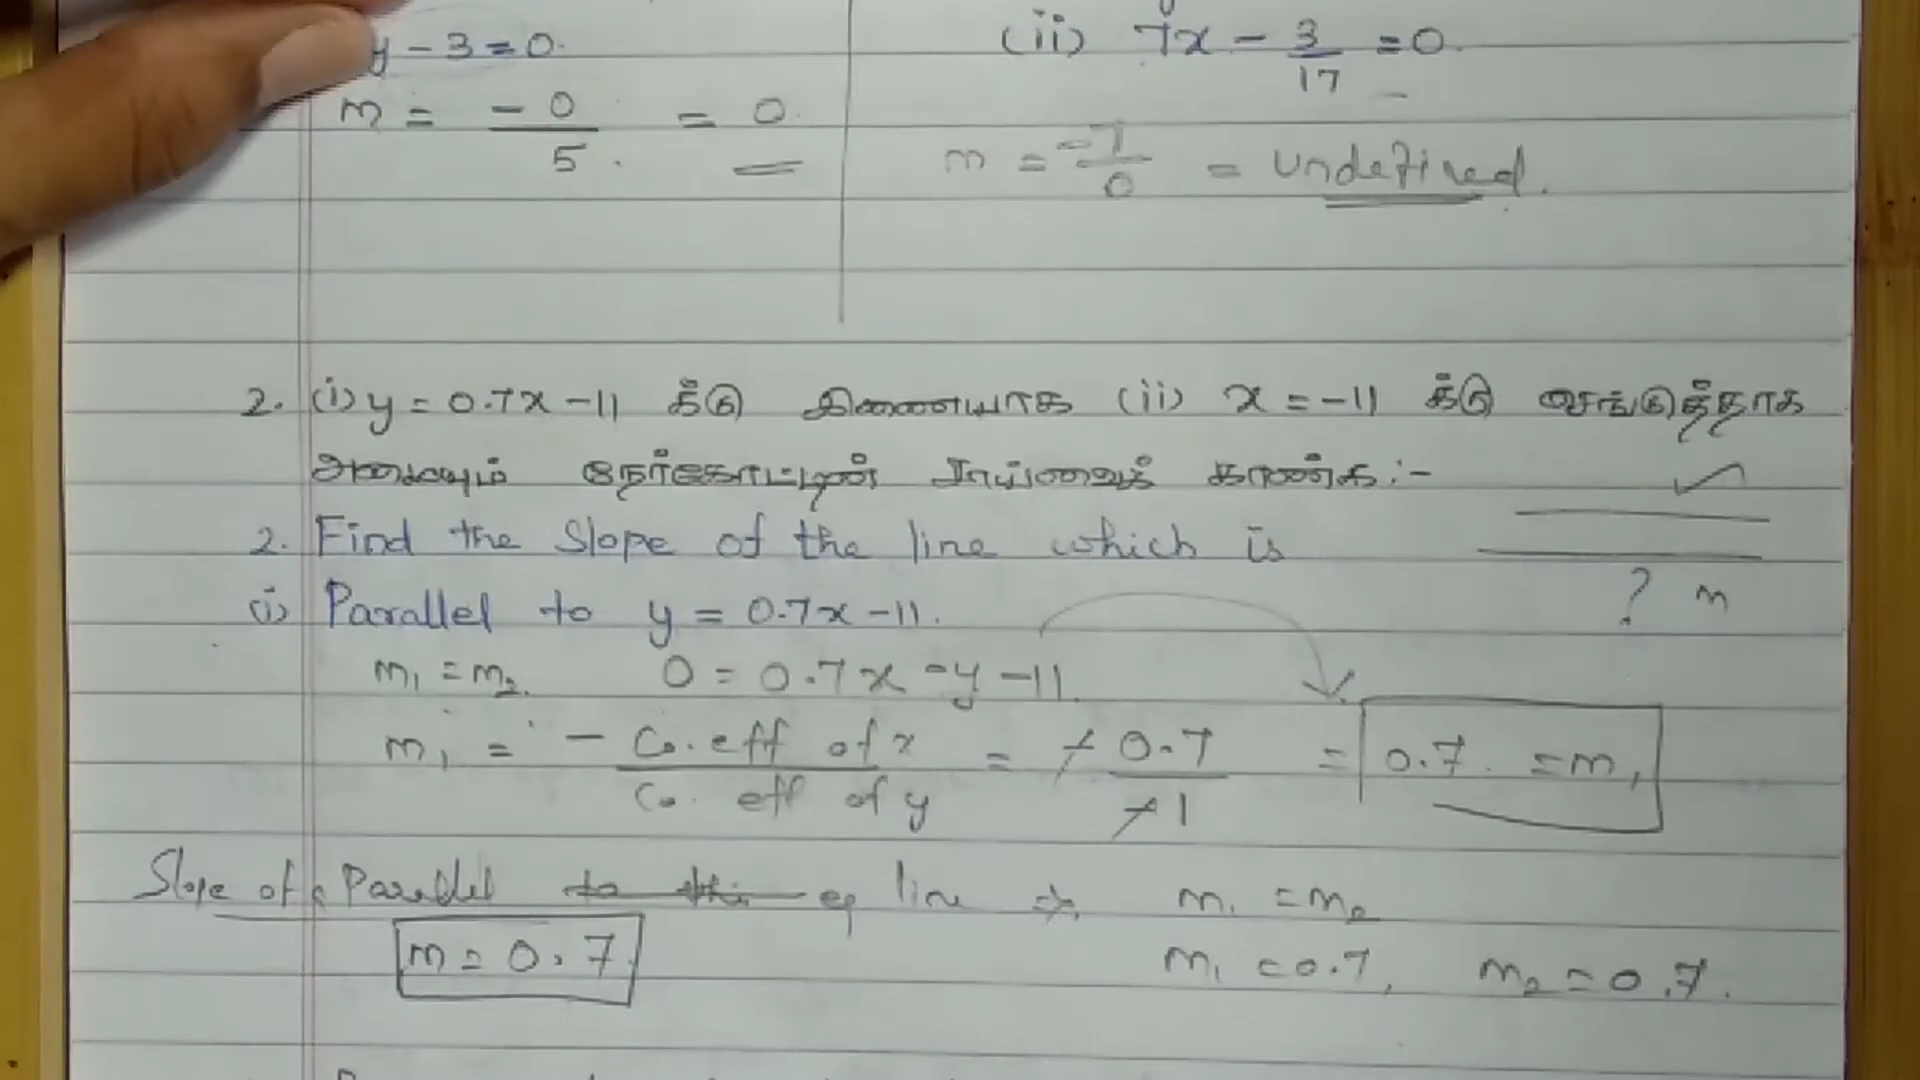 y - 3 = 0.
m = -0/5 = 0.
(ii) 7x - 3/17 = 0.
m = -7/0 = undefined.
2. (i) y = 0.7x - 11 க்கு இணையாக (ii) x = -11 க்கு செங்குத்தாக
அமையும் நேர்கோட்டின் சாய்வைக் காண்க :-
2. Find the slope of the line which is
(i) Parallel to y = 0.7x - 11.
? m
m₁ = m₂. 0 = 0.7x - y - 11.
m₁ = - Co.eff of x / Co.eff of y = -0.7/-1 = 0.7 = m₁
Slope of Parallel to line ⇒ m₁ = m₂
m = 0.7 m₁ = 0.7, m₂ = 0.7.